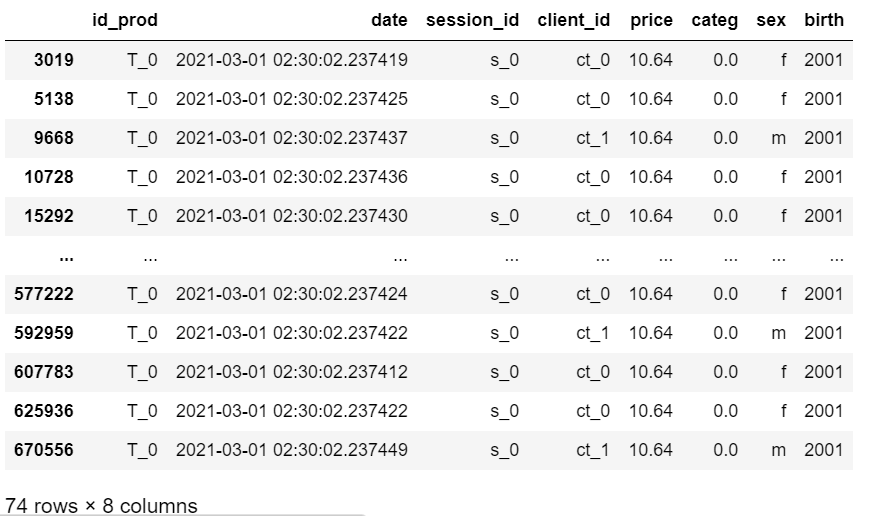 id_prod date session_id client_id price categ sex birth
3019 T_0 2021-03-01 02:30:02.237419 s_0 ct_0 10.64 0.0 f 2001
5138 T_0 2021-03-01 02:30:02.237425 s_0 ct_0 10.64 0.0 f 2001
9668 T_0 2021-03-01 02:30:02.237437 s_0 ct_1 10.64 0.0 m 2001
10728 T_0 2021-03-01 02:30:02.237436 s_0 ct_0 10.64 0.0 f 2001
15292 T_0 2021-03-01 02:30:02.237430 s_0 ct_0 10.64 0.0 f 2001
... ... ... ... ... ... ... ... ...
577222 T_0 2021-03-01 02:30:02.237424 s_0 ct_0 10.64 0.0 f 2001
592959 T_0 2021-03-01 02:30:02.237422 s_0 ct_1 10.64 0.0 m 2001
607783 T_0 2021-03-01 02:30:02.237412 s_0 ct_0 10.64 0.0 f 2001
625936 T_0 2021-03-01 02:30:02.237422 s_0 ct_0 10.64 0.0 f 2001
670556 T_0 2021-03-01 02:30:02.237449 s_0 ct_1 10.64 0.0 m 2001
74 rows × 8 columns